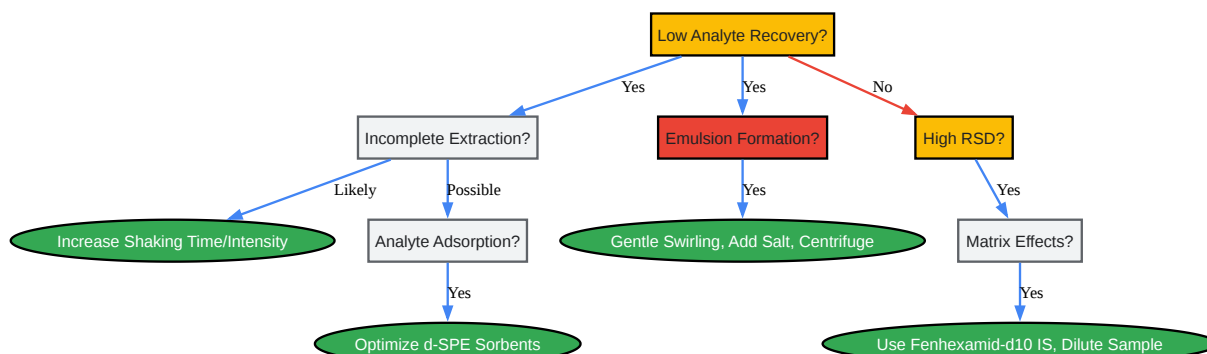 Low Analyte Recovery?
Yes
Yes
No
Incomplete Extraction?
Emulsion Formation?
High RSD?
Likely
Possible
Yes
Yes
Increase Shaking Time/Intensity
Analyte Adsorption?
Gentle Swirling, Add Salt, Centrifuge
Matrix Effects?
Yes
Yes
Optimize d-SPE Sorbents
Use Fenhexamid-d10 IS, Dilute Sample